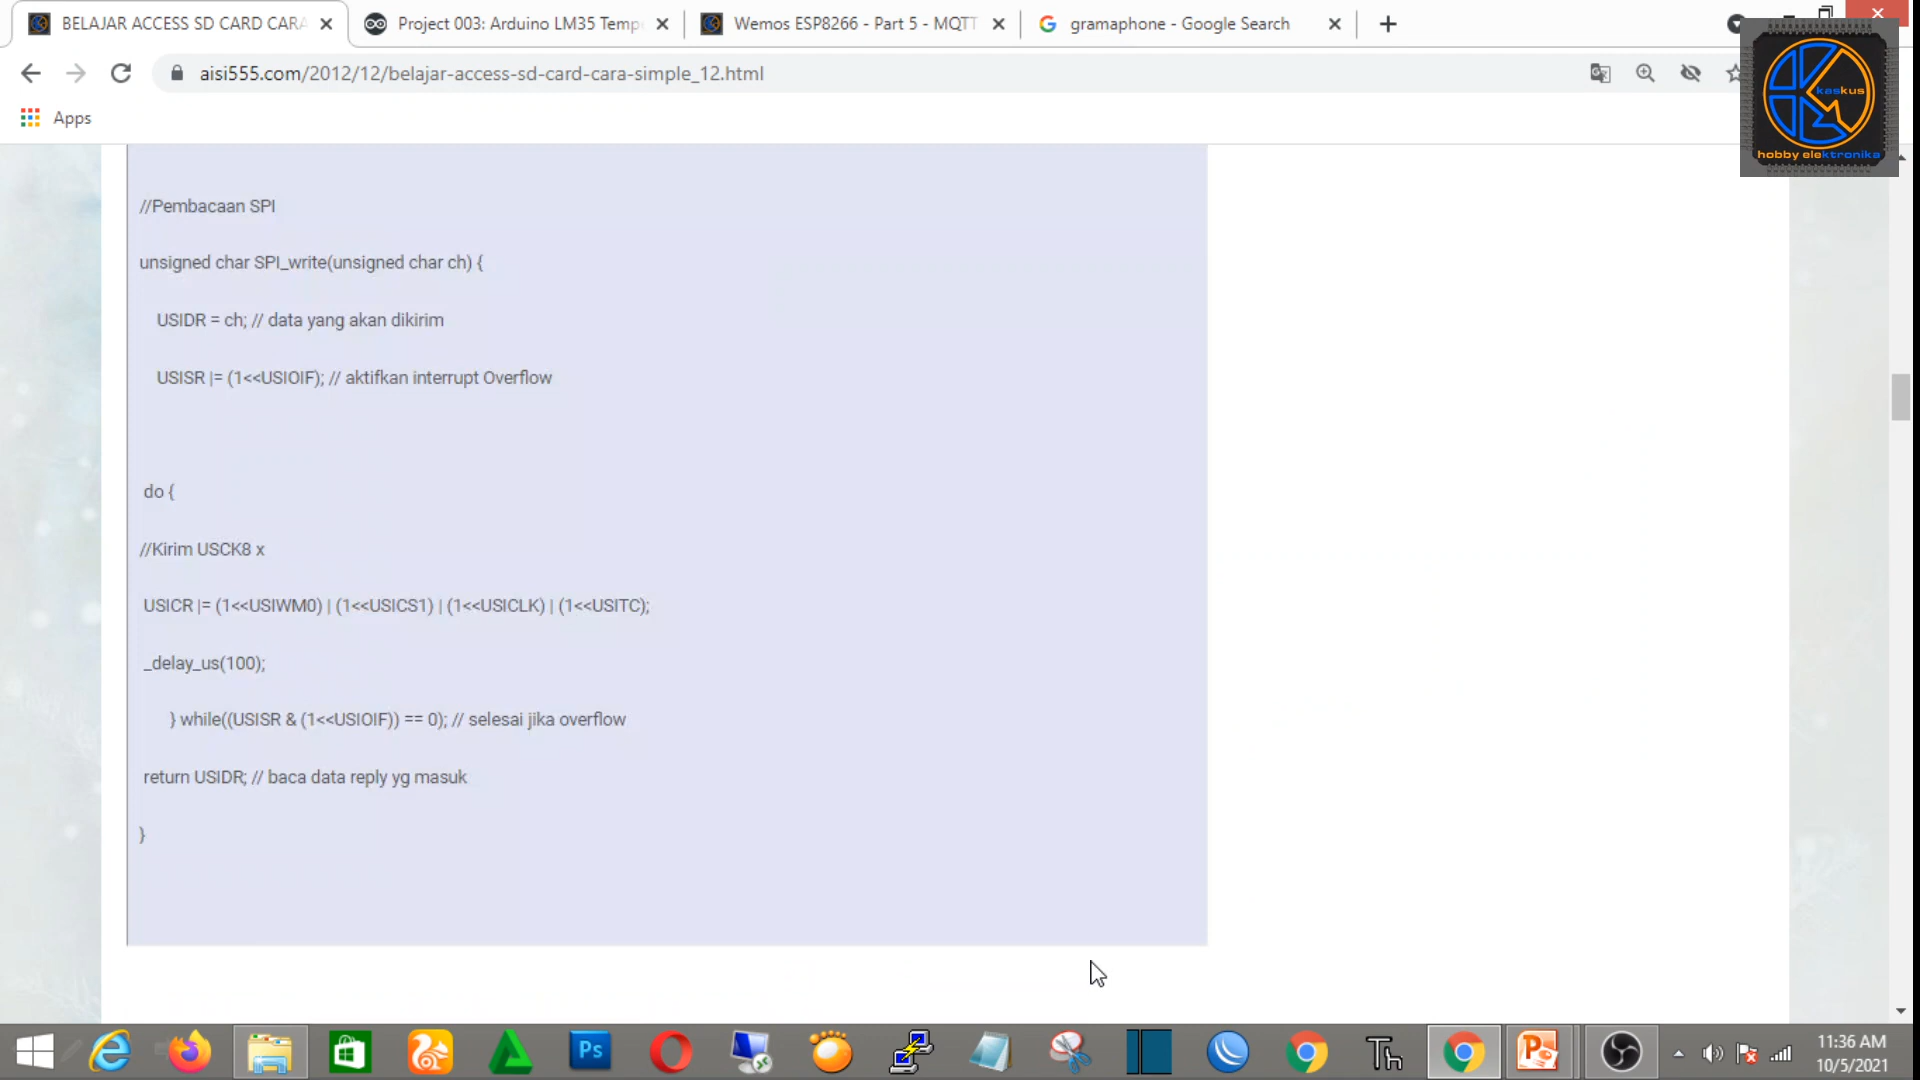 BELAJAR ACCESS SD CARD CARA
Project 003: Arduino LM35 Temp
Wemos ESP8266 - Part 5 - MQTT
gramaphone - Google Search
aisi555.com/2012/12/belajar-access-sd-card-cara-simple_12.html
Apps
kaskus
hobby elektronika
//Pembacaan SPI
unsigned char SPI_write(unsigned char ch) {
USIDR = ch; // data yang akan dikirim
USISR |= (1<<USIOIF); // aktifkan interrupt Overflow
do {
//Kirim USCK8 x
USICR |= (1<<USIWM0) | (1<<USICS1) | (1<<USICLK) | (1<<USITC);
_delay_us(100);
} while((USISR & (1<<USIOIF)) == 0); // selesai jika overflow
return USIDR; // baca data reply yg masuk
}
Ps
Th
11:36 AM
10/5/2021